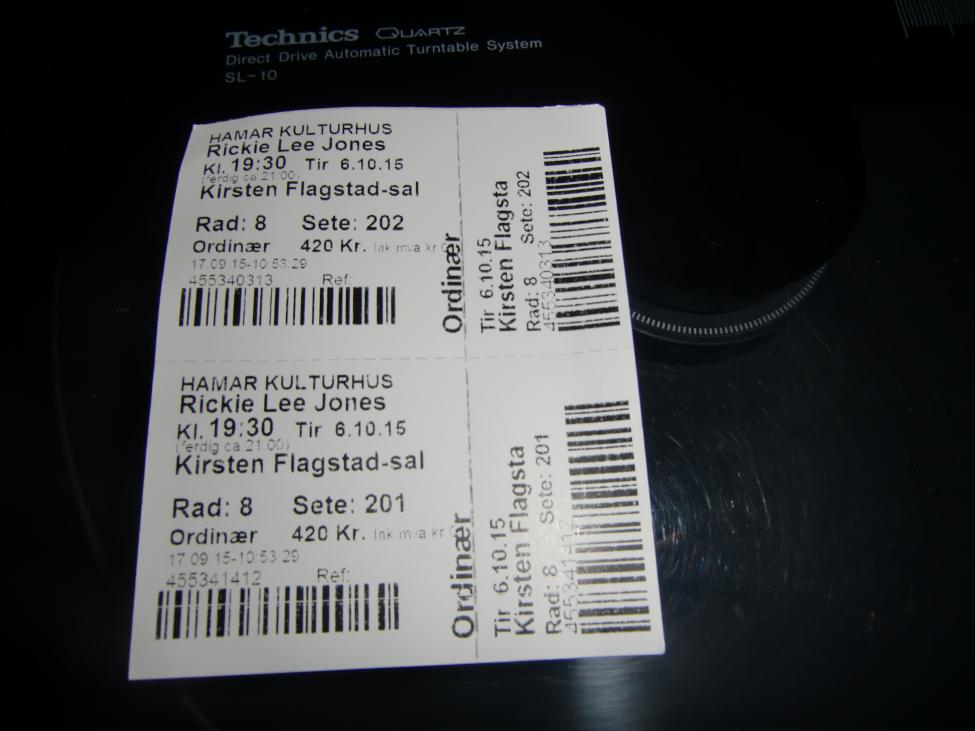 Technics QUARTZ
Direct Drive Automatic Turntable System
SL-10
HAMAR KULTURHUS
Rickie Lee Jones
Kl. 19:30 Tir 6.10.15
(ferdig ca 21:00)
Kirsten Flagstad-sal
Rad: 8 Sete: 202
Ordinær 420 Kr. Ink mva kr
17.09 15-10:53:29
455340313 Ref:
Ordinær
Tir 6.10.15
Kirsten Flagsta
Rad: 8 Sete: 202
455340313
HAMAR KULTURHUS
Rickie Lee Jones
Kl. 19:30 Tir 6.10.15
(ferdig ca 21:00)
Kirsten Flagstad-sal
Rad: 8 Sete: 201
Ordinær 420 Kr. Ink mva kr
17 09 15-10:53:29
455341412 Ref:
Ordinær
Tir 6.10.15
Kirsten Flagsta
Rad: 8 Sete: 201
455341412